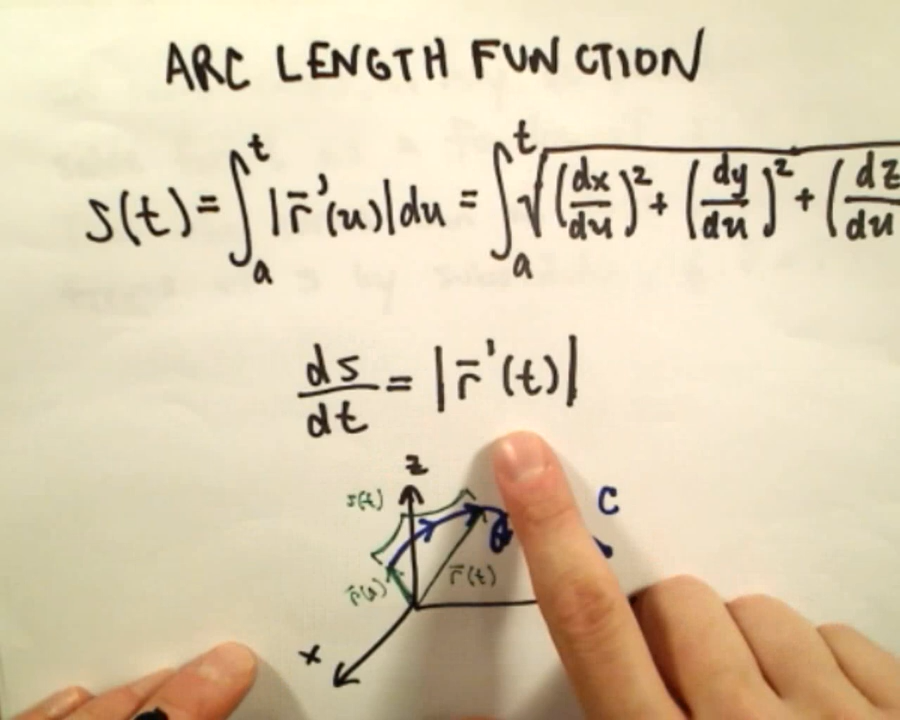 ARC LENGTH FUNCTION
s(t) = ∫ₐᵗ |r̄'(u)| du = ∫ₐᵗ √(dx/du)² + (dy/du)² + (dz/du
ds/dt = |r̄'(t)|
z
s(t)
C
r̄(t)
x